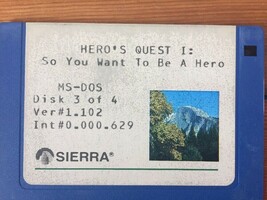 HERO'S QUEST I:
So You Want To Be A Hero
MS-DOS
Disk 3 of 4
Ver#1.102
Int#0.000.629
SIERRA®